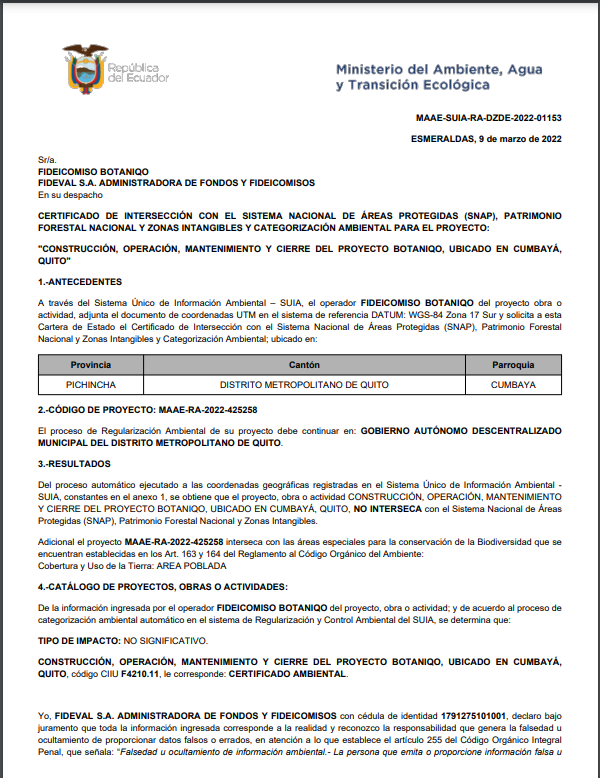 República
del Ecuador
Ministerio del Ambiente, Agua
y Transición Ecológica
MAAE-SUIA-RA-DZDE-2022-01153
ESMERALDAS, 9 de marzo de 2022
Sr/a.
FIDEICOMISO BOTANIQO
FIDEVAL S.A. ADMINISTRADORA DE FONDOS Y FIDEICOMISOS
En su despacho
CERTIFICADO DE INTERSECCIÓN CON EL SISTEMA NACIONAL DE ÁREAS PROTEGIDAS (SNAP), PATRIMONIO
FORESTAL NACIONAL Y ZONAS INTANGIBLES Y CATEGORIZACIÓN AMBIENTAL PARA EL PROYECTO:
"CONSTRUCCIÓN, OPERACIÓN, MANTENIMIENTO Y CIERRE DEL PROYECTO BOTANIQO, UBICADO EN CUMBAYÁ,
QUITO"
1.-ANTECEDENTES
A través del Sistema Único de Información Ambiental – SUIA, el operador FIDEICOMISO BOTANIQO del proyecto obra o
actividad, adjunta el documento de coordenadas UTM en el sistema de referencia DATUM: WGS-84 Zona 17 Sur y solicita a esta
Cartera de Estado el Certificado de Intersección con el Sistema Nacional de Áreas Protegidas (SNAP), Patrimonio Forestal
Nacional y Zonas Intangibles y Categorización Ambiental; ubicado en:
Provincia Cantón Parroquia
PICHINCHA DISTRITO METROPOLITANO DE QUITO CUMBAYA
2.-CÓDIGO DE PROYECTO: MAAE-RA-2022-425258
El proceso de Regularización Ambiental de su proyecto debe continuar en: GOBIERNO AUTÓNOMO DESCENTRALIZADO
MUNICIPAL DEL DISTRITO METROPOLITANO DE QUITO.
3.-RESULTADOS
Del proceso automático ejecutado a las coordenadas geográficas registradas en el Sistema Único de Información Ambiental -
SUIA, constantes en el anexo 1, se obtiene que el proyecto, obra o actividad CONSTRUCCIÓN, OPERACIÓN, MANTENIMIENTO
Y CIERRE DEL PROYECTO BOTANIQO, UBICADO EN CUMBAYÁ, QUITO, NO INTERSECA con el Sistema Nacional de Áreas
Protegidas (SNAP), Patrimonio Forestal Nacional y Zonas Intangibles.
Adicional el proyecto MAAE-RA-2022-425258 interseca con las áreas especiales para la conservación de la Biodiversidad que se
encuentran establecidas en los Art. 163 y 164 del Reglamento al Código Orgánico del Ambiente:
Cobertura y Uso de la Tierra: AREA POBLADA
4.-CATÁLOGO DE PROYECTOS, OBRAS O ACTIVIDADES:
De la información ingresada por el operador FIDEICOMISO BOTANIQO del proyecto, obra o actividad; y de acuerdo al proceso de
categorización ambiental automático en el sistema de Regularización y Control Ambiental del SUIA, se determina que:
TIPO DE IMPACTO: NO SIGNIFICATIVO.
CONSTRUCCIÓN, OPERACIÓN, MANTENIMIENTO Y CIERRE DEL PROYECTO BOTANIQO, UBICADO EN CUMBAYÁ,
QUITO, código CIIU F4210.11, le corresponde: CERTIFICADO AMBIENTAL.
Yo, FIDEVAL S.A. ADMINISTRADORA DE FONDOS Y FIDEICOMISOS con cédula de identidad 1791275101001, declaro bajo
juramento que toda la información ingresada corresponde a la realidad y reconozco la responsabilidad que genera la falsedad u
ocultamiento de proporcionar datos falsos o errados, en atención a lo que establece el artículo 255 del Código Orgánico Integral
Penal, que señala: “Falsedad u ocultamiento de información ambiental.- La persona que emita o proporcione información falsa u